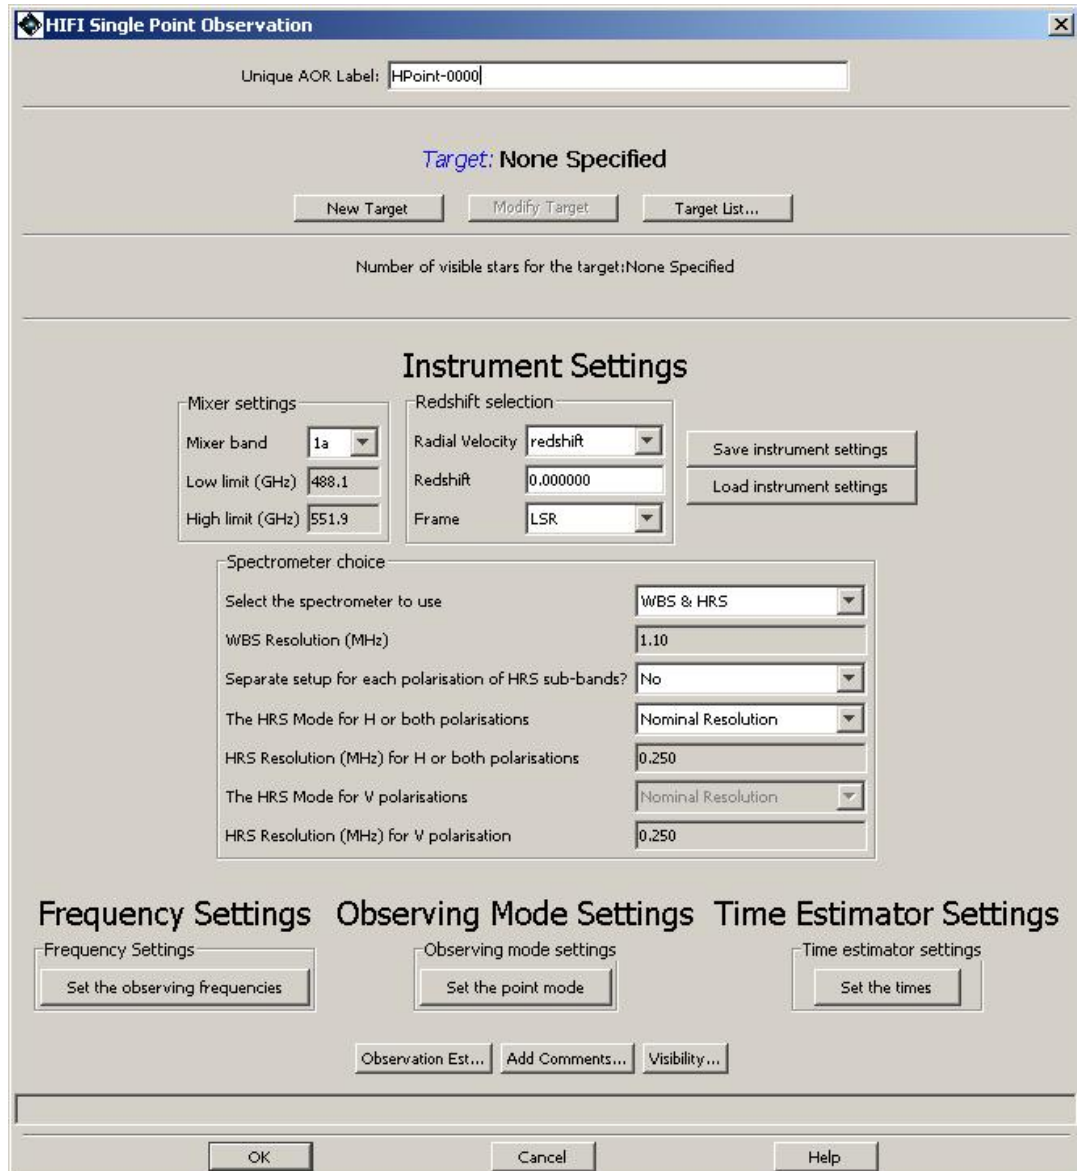 HIFI Single Point Observation
Unique AOR Label: HPoint-0000
Target: None Specified
New Target Modify Target Target List...
Number of visible stars for the target:None Specified
Instrument Settings
Mixer settings
Mixer band 1a
Low limit (GHz) 488.1
High limit (GHz) 551.9
Redshift selection
Radial Velocity redshift
Redshift 0.000000
Frame LSR
Save instrument settings
Load instrument settings
Spectrometer choice
Select the spectrometer to use WBS & HRS
WBS Resolution (MHz) 1.10
Separate setup for each polarisation of HRS sub-bands? No
The HRS Mode for H or both polarisations Nominal Resolution
HRS Resolution (MHz) for H or both polarisations 0.250
The HRS Mode for V polarisations Nominal Resolution
HRS Resolution (MHz) for V polarisation 0.250
Frequency Settings Observing Mode Settings Time Estimator Settings
Frequency Settings Observing mode settings Time estimator settings
Set the observing frequencies Set the point mode Set the times
Observation Est... Add Comments... Visibility...
OK Cancel Help